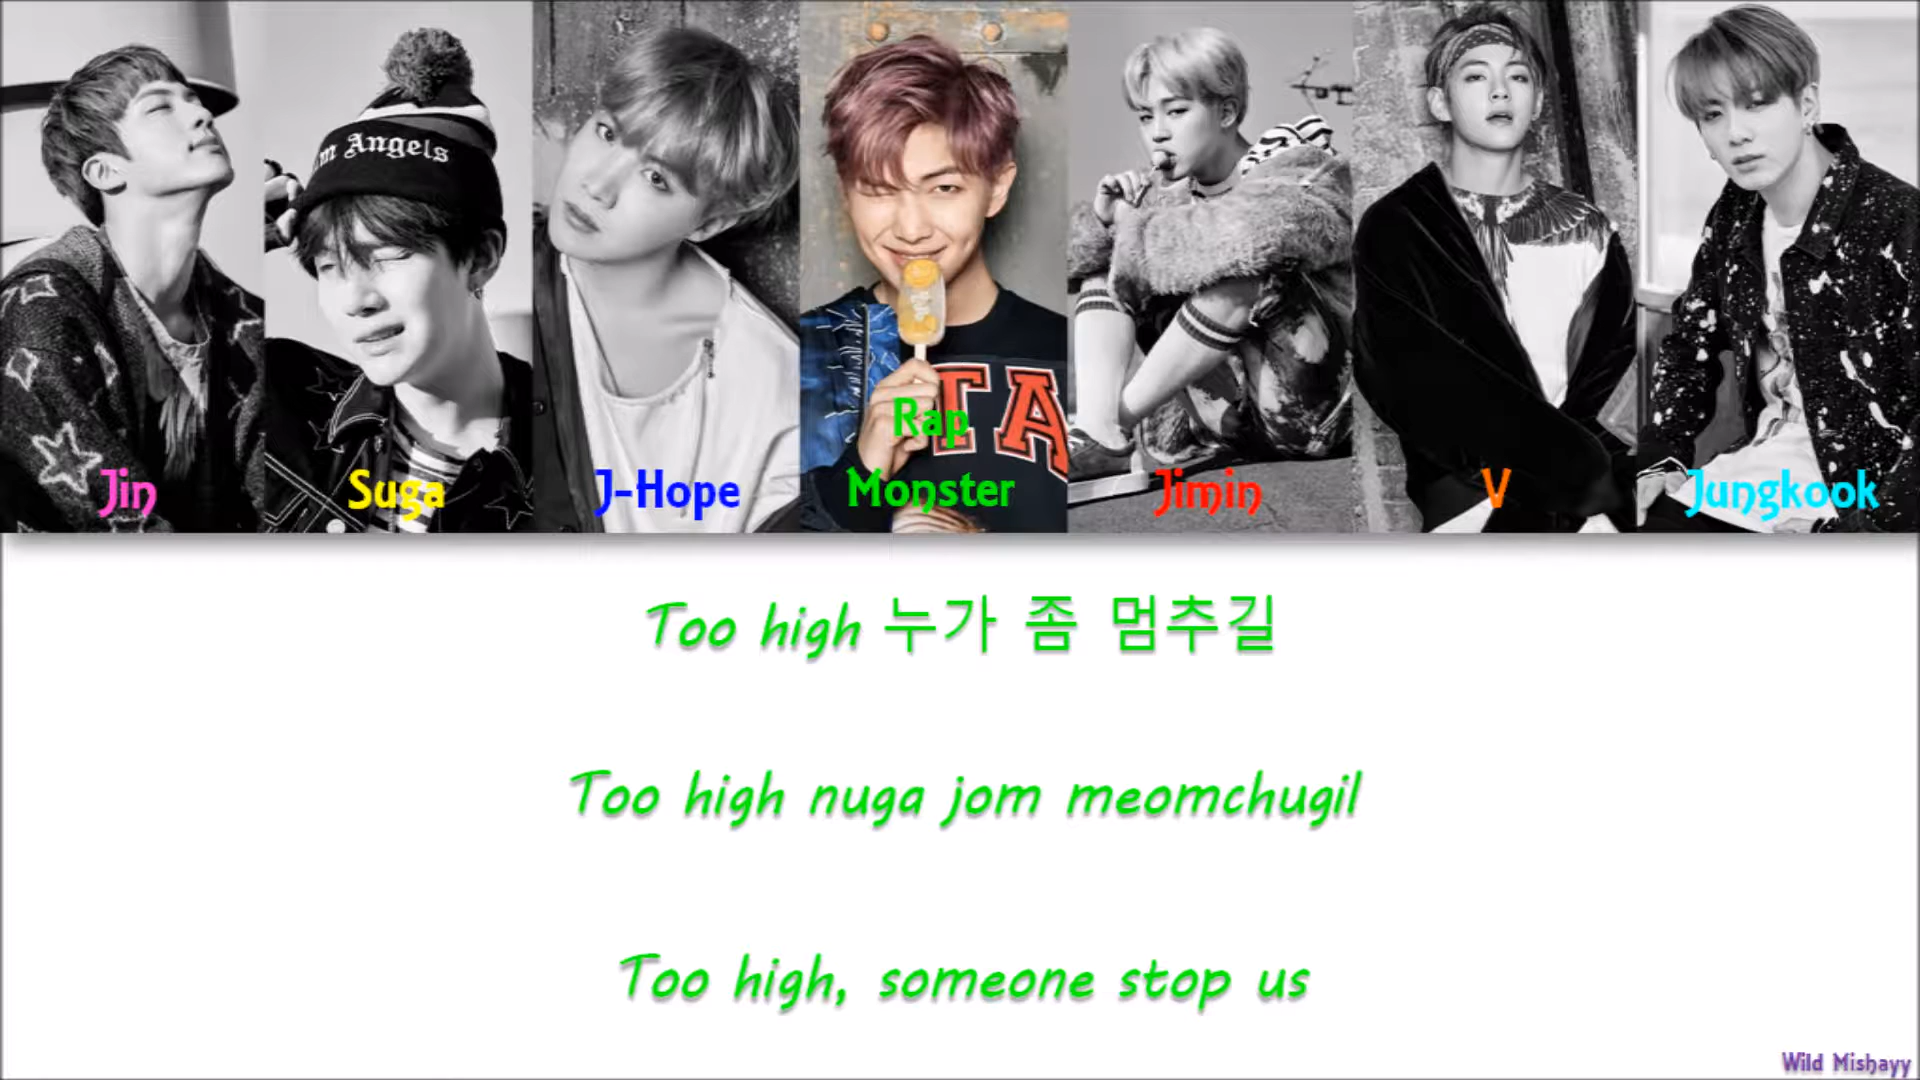 m Angels
TA
Jin
Suga
J-Hope
Rap
Monster
Jimin
V
Jungkook
Too high 누가 좀 멈추길
Too high nuga jom meomchugil
Too high, someone stop us
Wild Mishayy